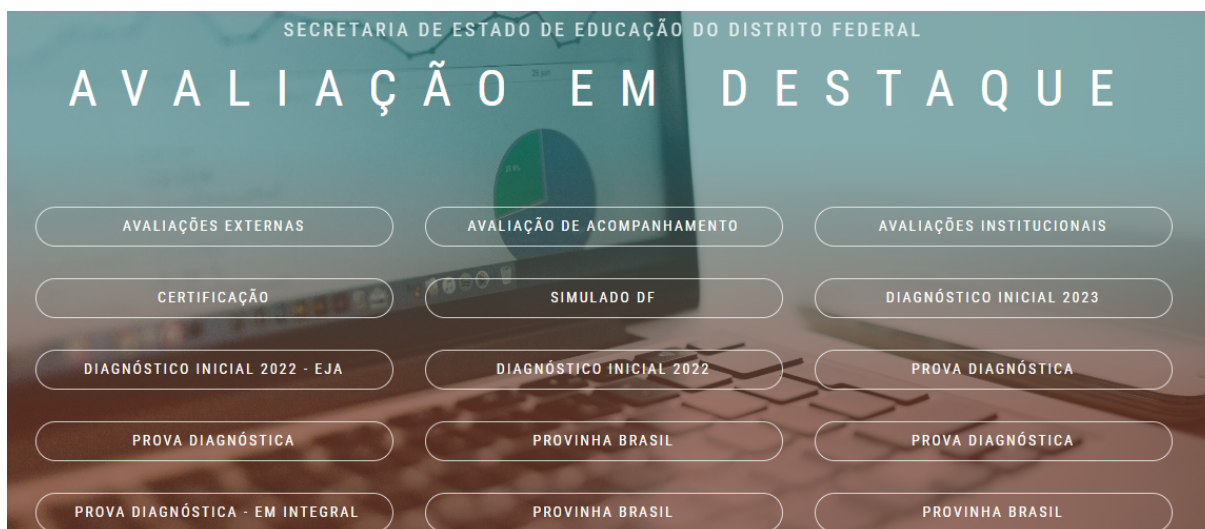 SECRETARIA DE ESTADO DE EDUCAÇÃO DO DISTRITO FEDERAL
AVALIAÇÃO EM DESTAQUE
AVALIAÇÕES EXTERNAS
AVALIAÇÃO DE ACOMPANHAMENTO
AVALIAÇÕES INSTITUCIONAIS
CERTIFICAÇÃO
SIMULADO DF
DIAGNÓSTICO INICIAL 2023
DIAGNÓSTICO INICIAL 2022 - EJA
DIAGNÓSTICO INICIAL 2022
PROVA DIAGNÓSTICA
PROVA DIAGNÓSTICA
PROVINHA BRASIL
PROVA DIAGNÓSTICA
PROVA DIAGNÓSTICA - EM INTEGRAL
PROVINHA BRASIL
PROVINHA BRASIL